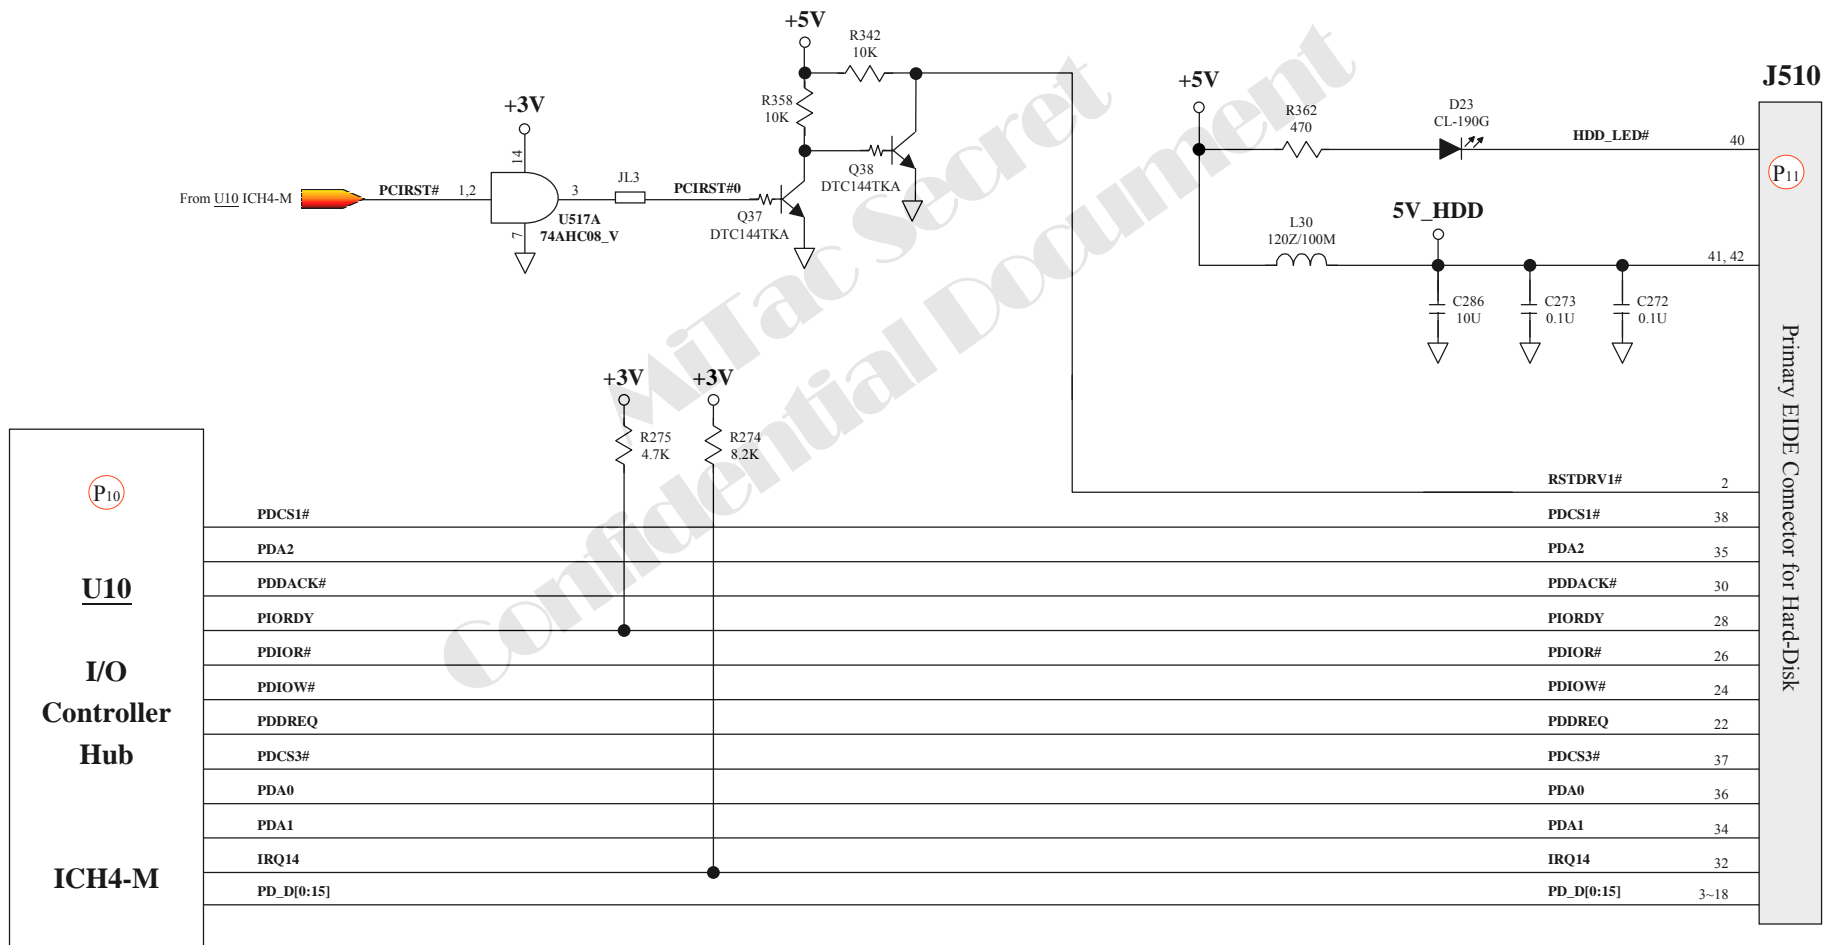 +5V
R342
10K
R358
10K
+3V
14
From U10 ICH4-M
PCIRST#
1,2
3
7
U517A
74AHC08_V
JL3
PCIRST#0
Q37
DTC144TKA
Q38
DTC144TKA
+5V
R362
470
D23
CL-190G
HDD_LED#
40
J510
P11
5V_HDD
L30
120Z/100M
41, 42
C286
10U
C273
0.1U
C272
0.1U
Primary EIDE Connector for Hard-Disk
MiTac Secret
Confidential Document
+3V
+3V
R275
4.7K
R274
8.2K
P10
U10
I/O
Controller
Hub
ICH4-M
RSTDRV1# 2
PDCS1# PDCS1# 38
PDA2 PDA2 35
PDDACK# PDDACK# 30
PIORDY PIORDY 28
PDIOR# PDIOR# 26
PDIOW# PDIOW# 24
PDDREQ PDDREQ 22
PDCS3# PDCS3# 37
PDA0 PDA0 36
PDA1 PDA1 34
IRQ14 IRQ14 32
PD_D[0:15] PD_D[0:15] 3~18